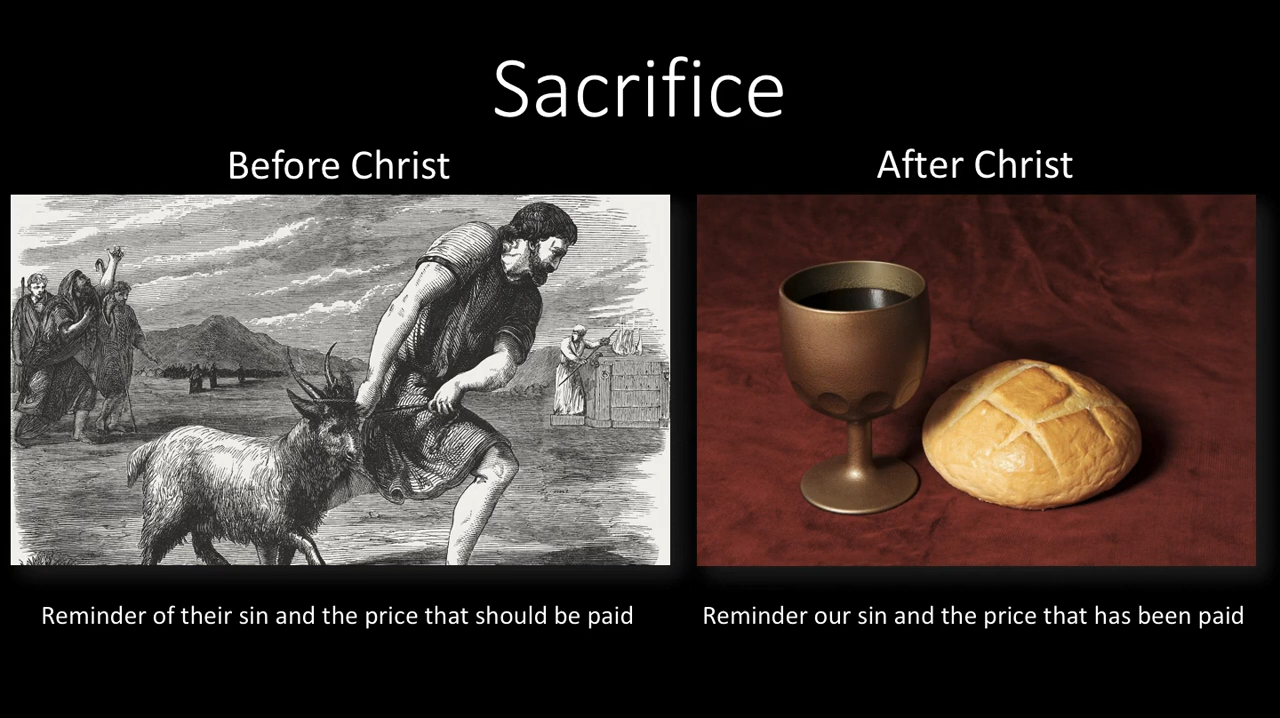 Sacrifice
Before Christ
After Christ
Reminder of their sin and the price that should be paid
Reminder our sin and the price that has been paid